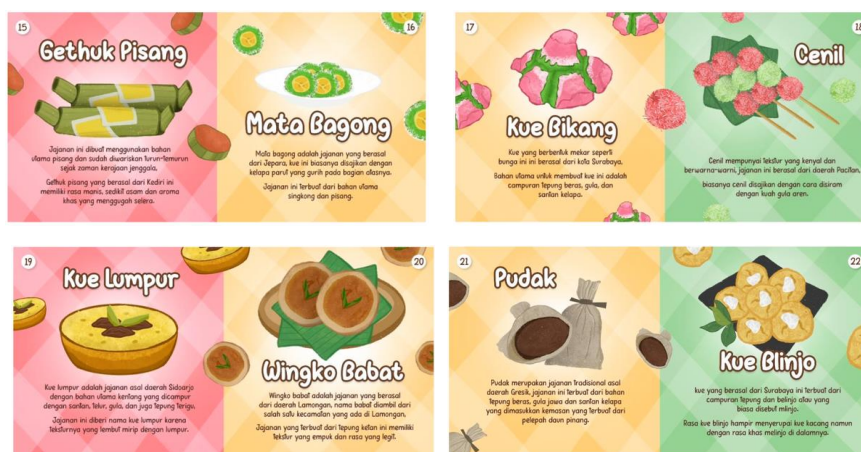 15
Gethuk Pisang
Jajanan ini dibuat menggunakan bahan
utama pisang dan sudah diwariskan turun-temurun
sejak zaman kerajaan jenggala.
Gethuk pisang yang berasal dari Kediri ini
memiliki rasa manis, sedikit asam dan aroma
khas yang menggugah selera.
16
Mata Bagong
Mata bagong adalah jajanan yang berasal
dari Jepara, kue ini biasanya disajikan dengan
kelapa parut yang gurih pada bagian atasnya.
Jajanan ini terbuat dari bahan utama
singkong dan pisang.
17
Kue Bikang
Kue yang berbentuk mekar seperti
bunga ini ini berasal dari kota Surabaya.
Bahan utama untuk membuat kue ini adalah
campuran tepung beras, gula, dan
santan kelapa.
18
Cenil
Cenil mempunyai tekstur yang kenyal dan
berwarna-warni, jajanan ini berasal dari daerah Pacitan,
biasanya cenil disajikan dengan cara disiram
dengan kuah gula aren.
19
Kue Lumpur
Kue lumpur adalah jajanan asal daerah Sidoarjo
dengan bahan utama kentang yang dicampur
dengan santan, telur, gula, dan juga tepung terigu.
Jajanan ini diberi nama kue lumpur karena
teksturnya yang lembut mirip dengan lumpur.
20
Wingko Babat
Wingko babat adalah jajanan yang berasal
dari daerah Lamongan, nama babat diambil dari
salah satu kecamatan yang ada di Lamongan,
Jajanan yang terbuat dari tepung ketan ini memiliki
tekstur yang empuk dan rasa yang legit.
21
Pudak
Pudak merupakan jajanan tradisional asal
daerah Gresik, jajanan ini terbuat dari bahan
tepung beras, gula jawa dan santan kelapa
yang dimasukkan kemasan yang terbuat dari
pelepah daun pinang.
22
Kue Blinjo
kue yang berasal dari Surabaya ini terbuat dari
campuran tepung dan belinjo atau yang
biasa disebut mlinjo.
Rasa kue blinjo hampir menyerupai kue kacang namun
dengan rasa khas melinjo di dalamnya.